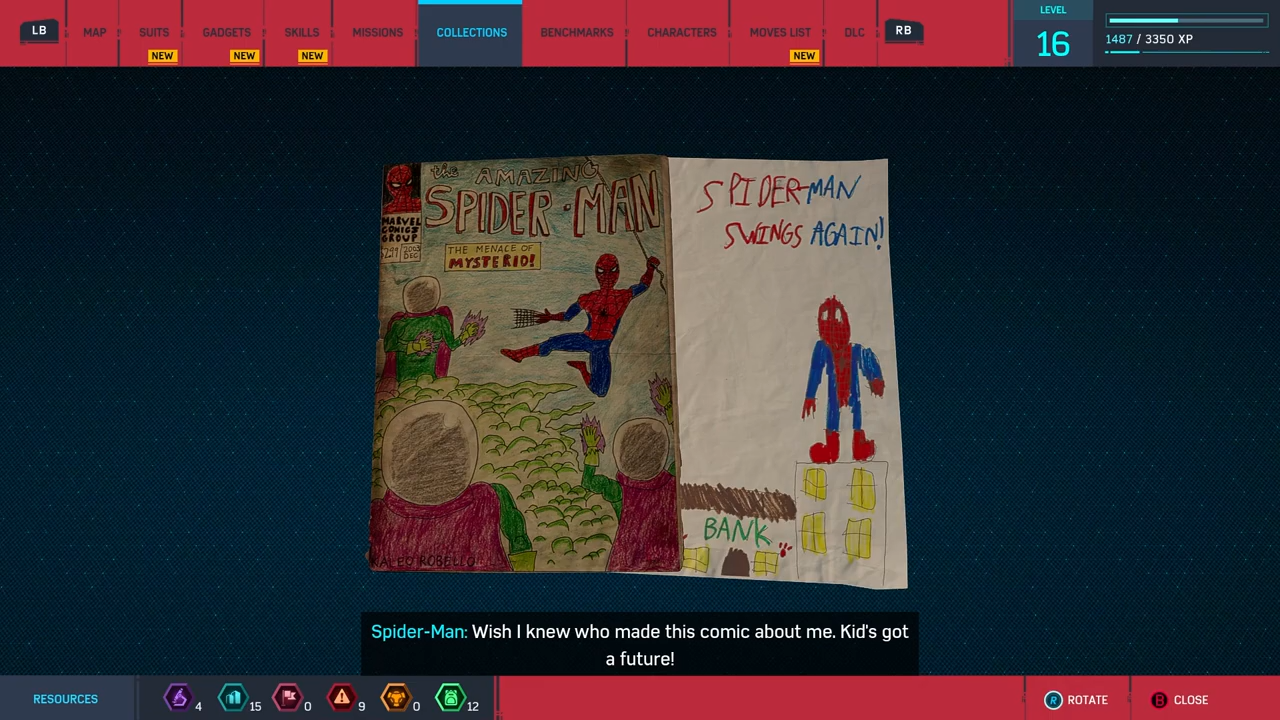 LB
MAP
SUITS
NEW
GADGETS
NEW
SKILLS
NEW
MISSIONS
COLLECTIONS
BENCHMARKS
CHARACTERS
MOVES LIST
NEW
DLC
RB
LEVEL
16
1487 / 3350 XP
the AMAZING
SPIDER-MAN
MARVEL
COMICS
GROUP
THE MENACE OF
MYSTERIO!
SPIDER-MAN
SWINGS AGAIN!
BANK
Spider-Man: Wish I knew who made this comic about me. Kid's got
a future!
RESOURCES
4
15
0
9
0
12
R ROTATE
B CLOSE